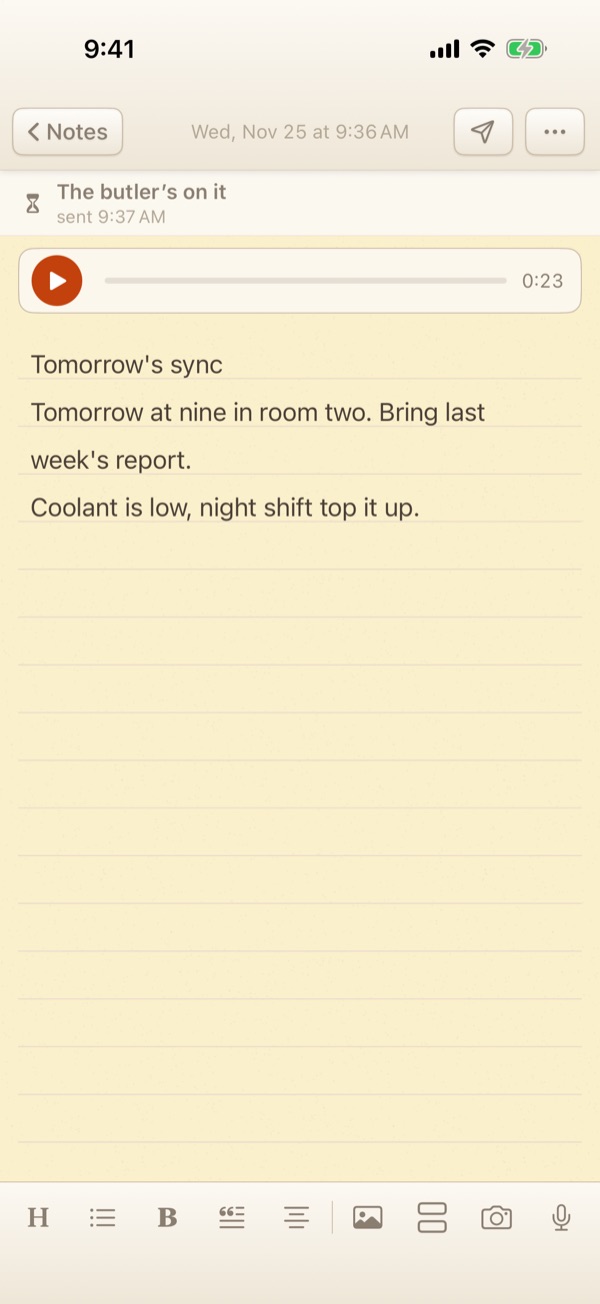 9:41
Notes
Wed, Nov 25 at 9:36 AM
The butler’s on it
sent 9:37 AM
0:23
Tomorrow's sync
Tomorrow at nine in room two. Bring last
week's report.
Coolant is low, night shift top it up.
H
B